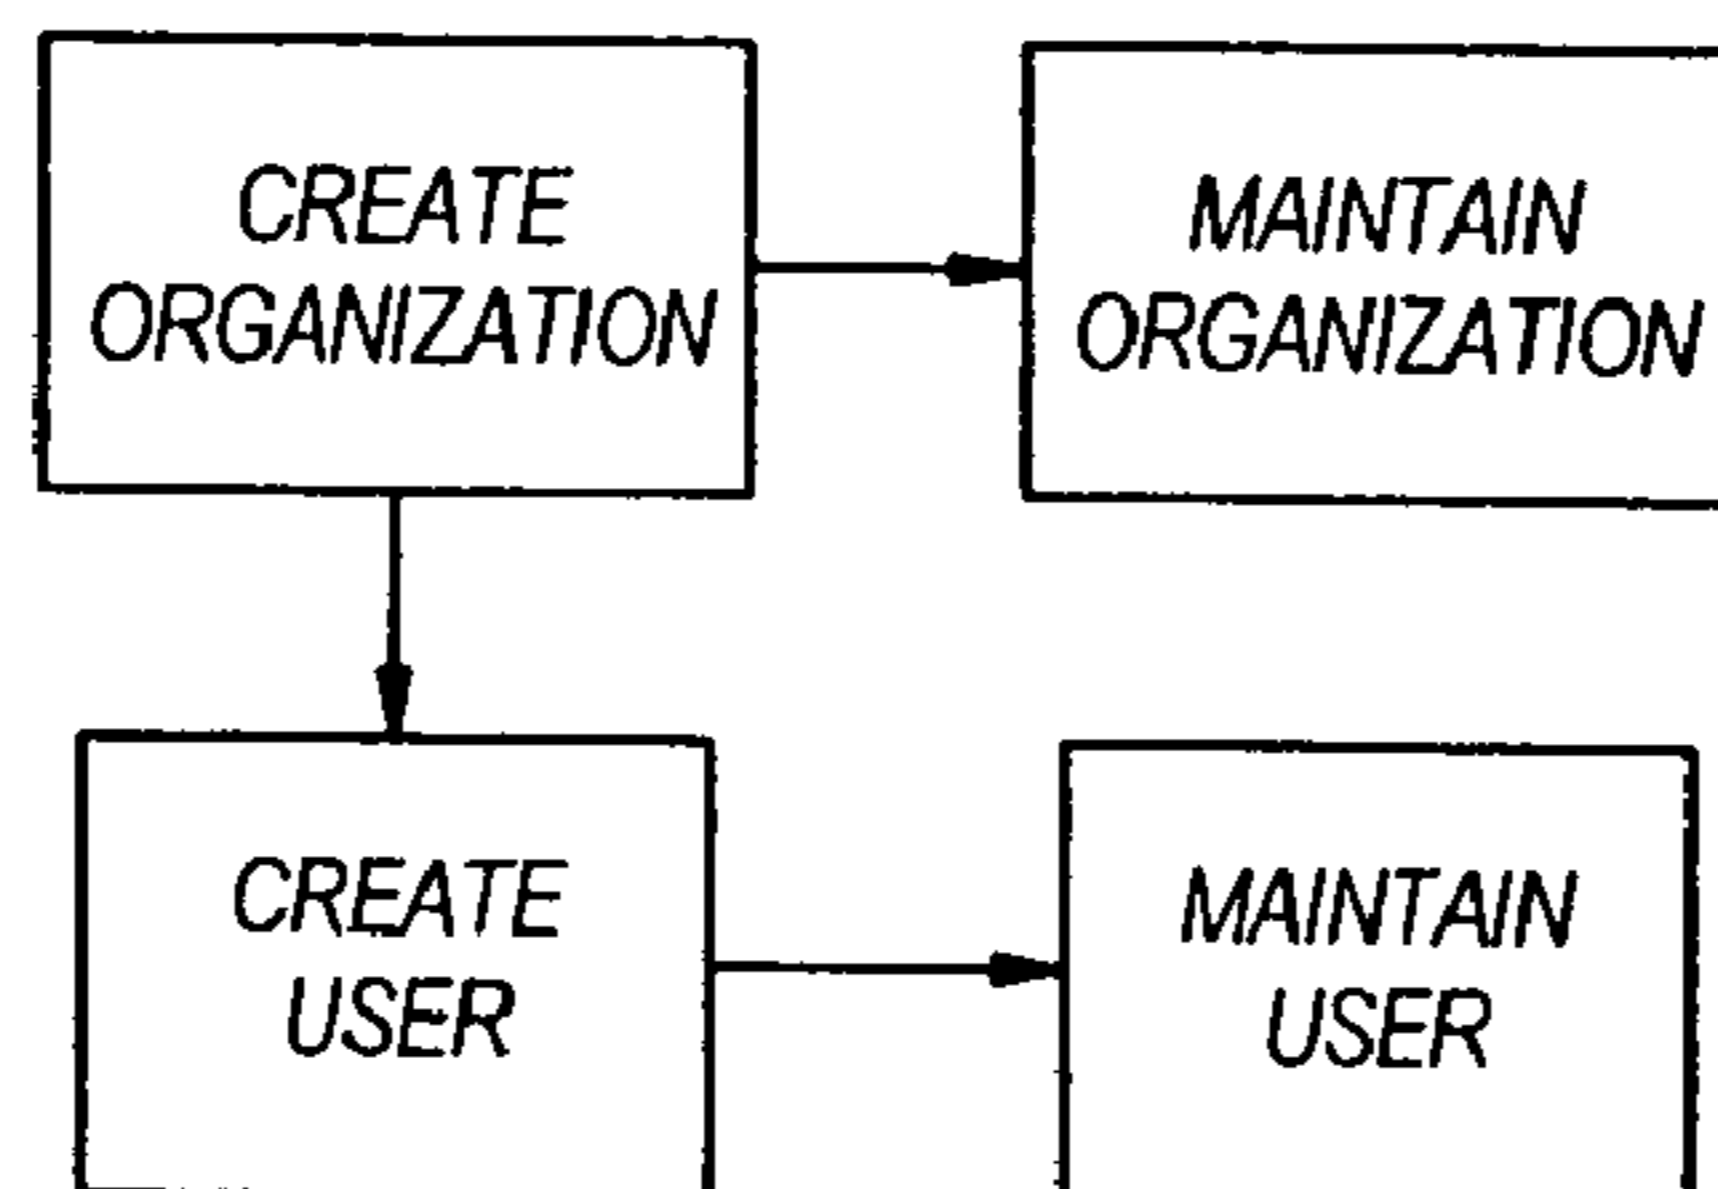 CREATE
ORGANIZATION
MAINTAIN
ORGANIZATION
CREATE
USER
MAINTAIN
USER